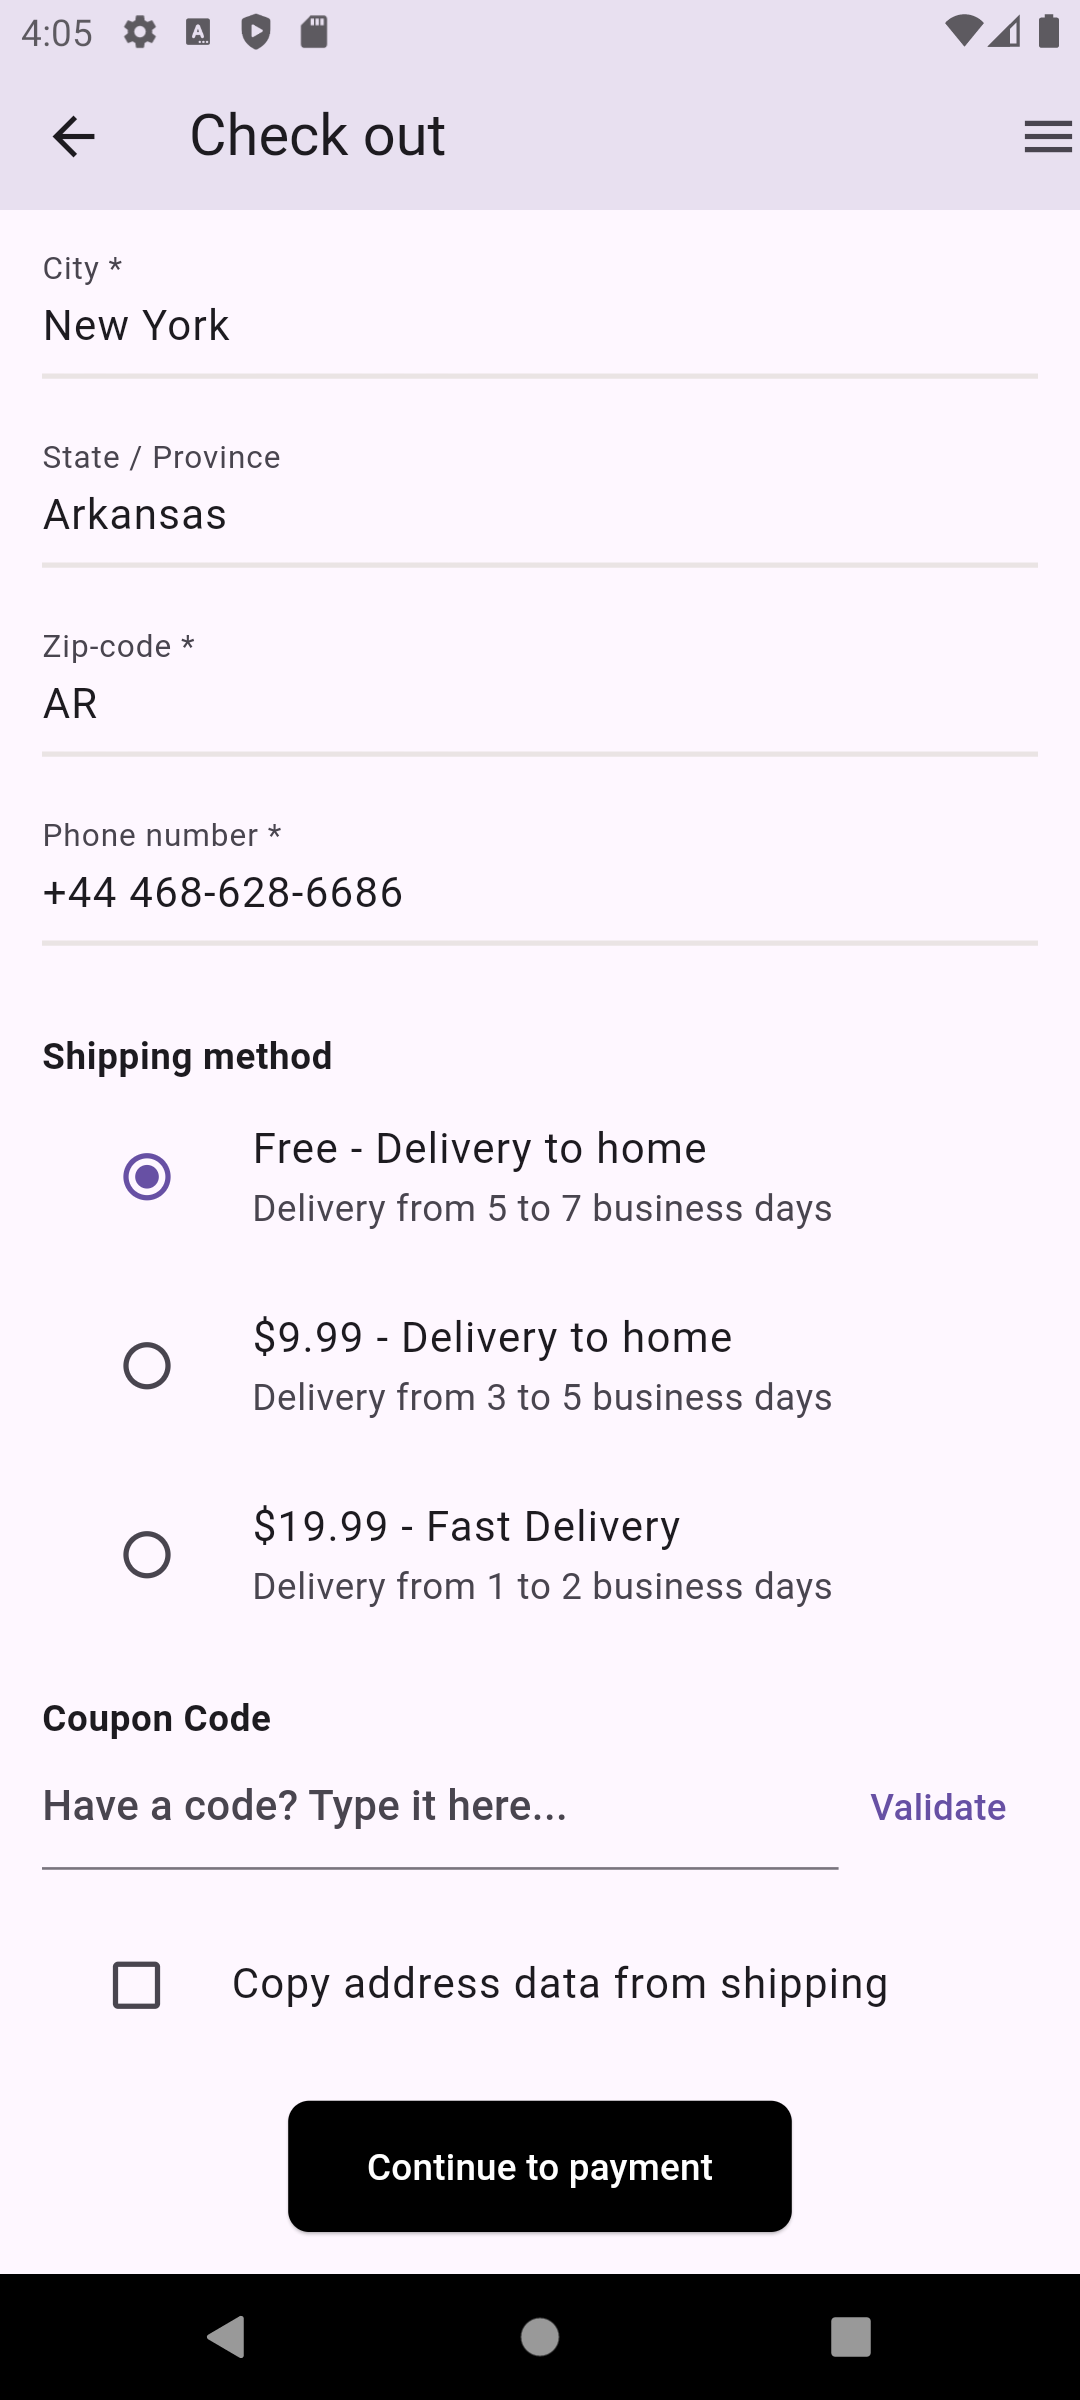 4:05
Check out
City *
New York
State / Province
Arkansas
Zip-code *
AR
Phone number *
+44 468-628-6686
Shipping method
Free - Delivery to home
Delivery from 5 to 7 business days
$9.99 - Delivery to home
Delivery from 3 to 5 business days
$19.99 - Fast Delivery
Delivery from 1 to 2 business days
Coupon Code
Have a code? Type it here...
Validate
Copy address data from shipping
Continue to payment